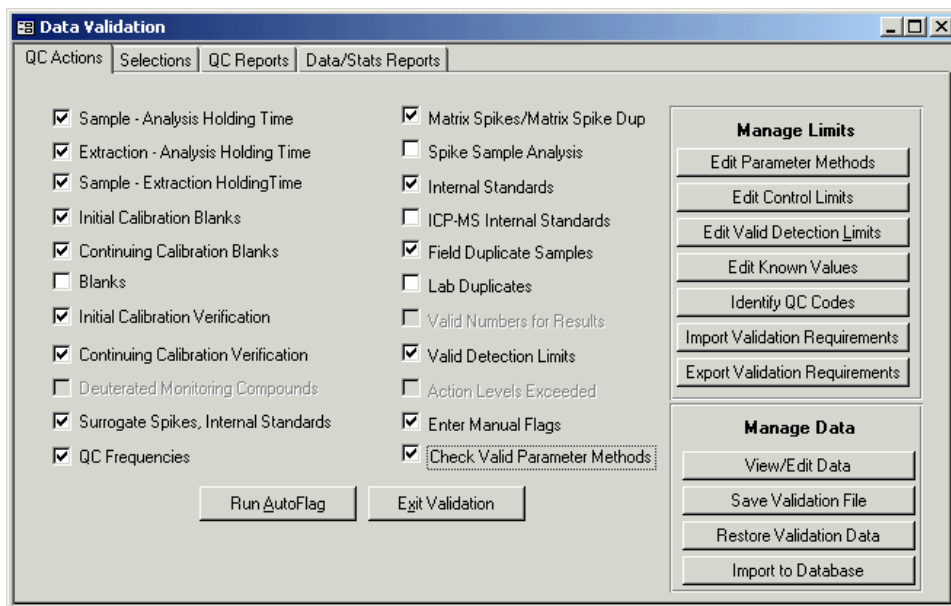 Data Validation
QC Actions
Selections
QC Reports
Data/Stats Reports
Sample - Analysis Holding Time
Extraction - Analysis Holding Time
Sample - Extraction HoldingTime
Initial Calibration Blanks
Continuing Calibration Blanks
Blanks
Initial Calibration Verification
Continuing Calibration Verification
Deuterated Monitoring Compounds
Surrogate Spikes, Internal Standards
QC Frequencies
Matrix Spikes/Matrix Spike Dup
Spike Sample Analysis
Internal Standards
ICP-MS Internal Standards
Field Duplicate Samples
Lab Duplicates
Valid Numbers for Results
Valid Detection Limits
Action Levels Exceeded
Enter Manual Flags
Check Valid Parameter Methods
Run AutoFlag
Exit Validation
Manage Limits
Edit Parameter Methods
Edit Control Limits
Edit Valid Detection Limits
Edit Known Values
Identify QC Codes
Import Validation Requirements
Export Validation Requirements
Manage Data
View/Edit Data
Save Validation File
Restore Validation Data
Import to Database